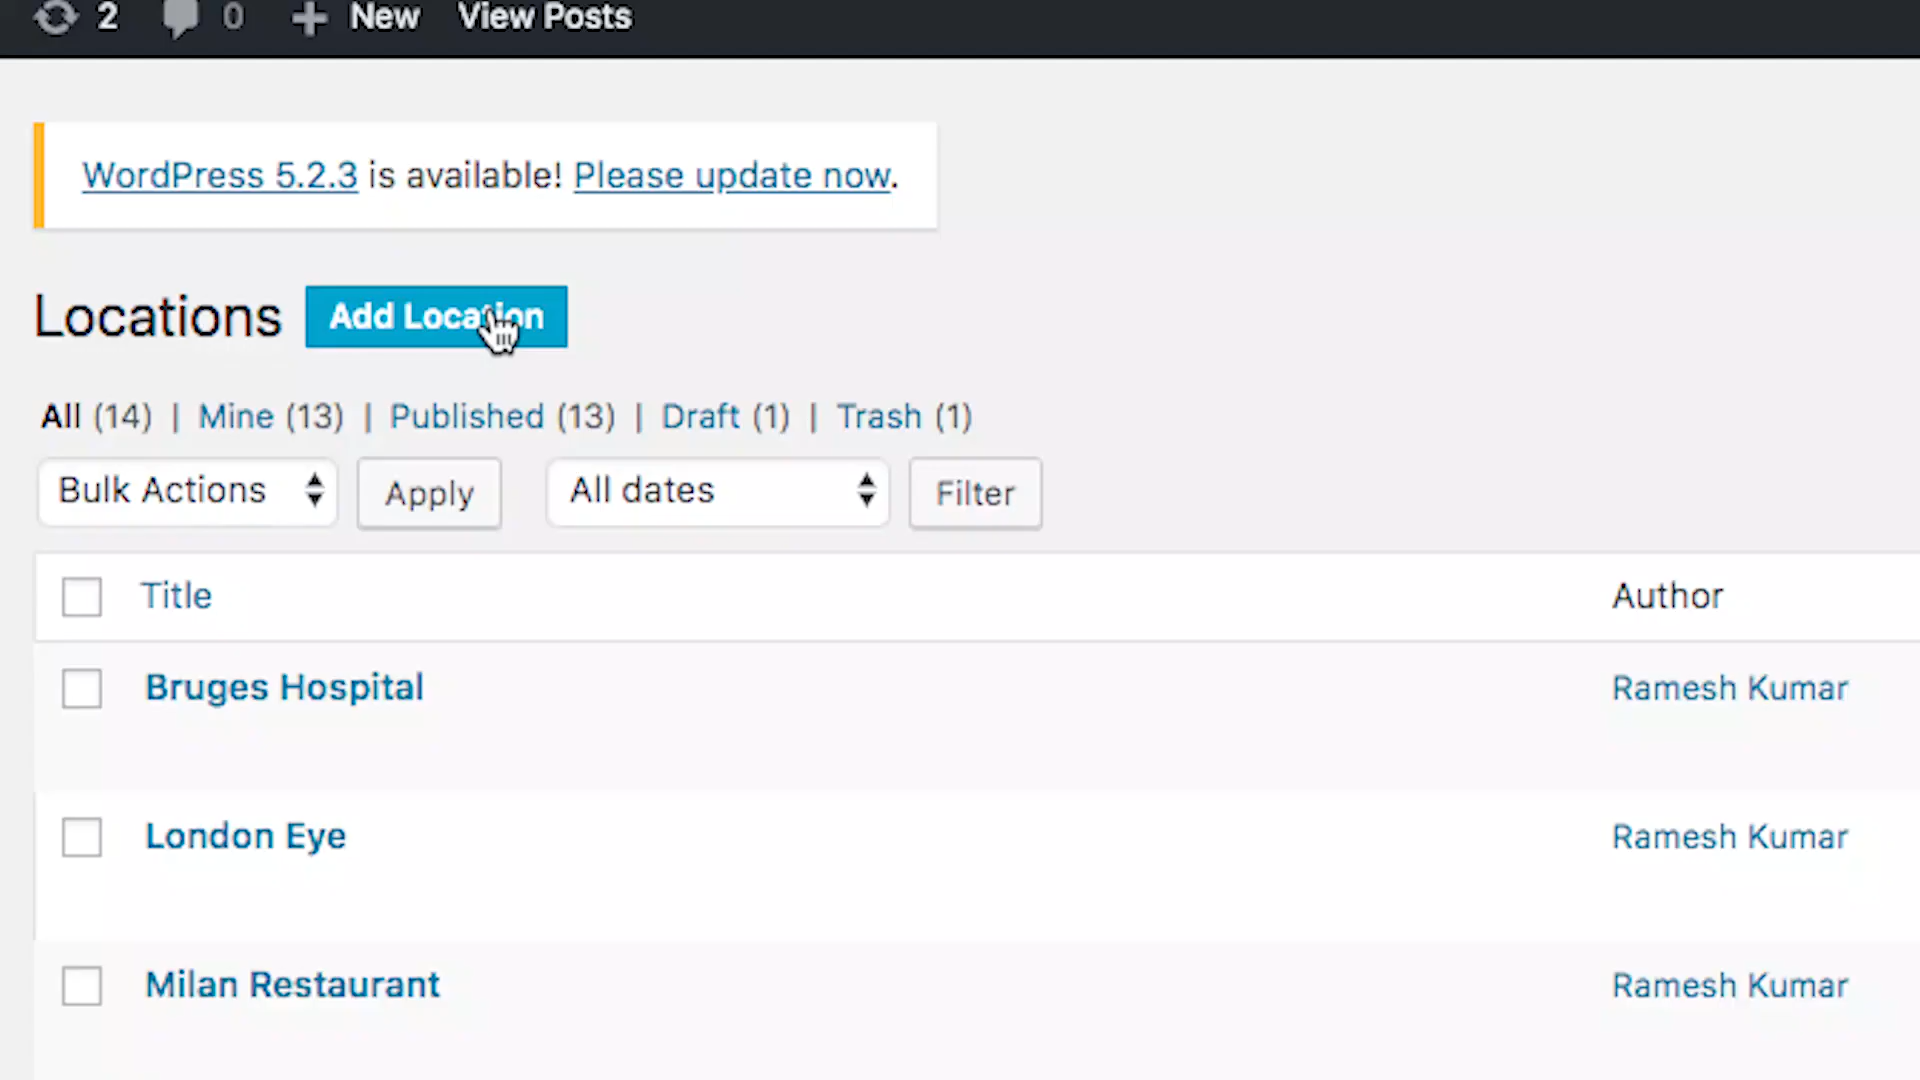 2 0 New View Posts
WordPress 5.2.3 is available! Please update now.
Locations Add Location
All (14) | Mine (13) | Published (13) | Draft (1) | Trash (1)
Bulk Actions Apply All dates Filter
Title Author
Bruges Hospital Ramesh Kumar
London Eye Ramesh Kumar
Milan Restaurant Ramesh Kumar